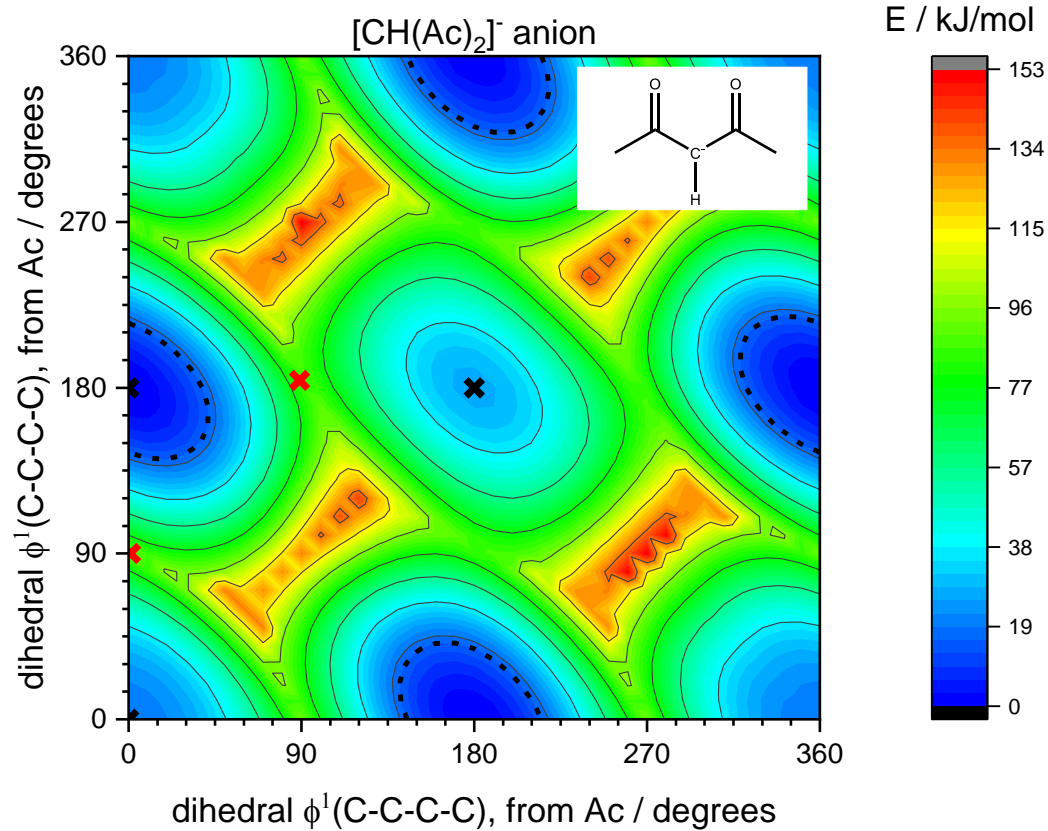 [CH(Ac)₂]⁻ anion
E / kJ/mol
360
270
180
90
0
dihedral ϕ¹(C-C-C-C), from Ac / degrees
0
90
180
270
360
dihedral ϕ¹(C-C-C-C), from Ac / degrees
O
O
C⁻
H
153
134
115
96
77
57
38
19
0